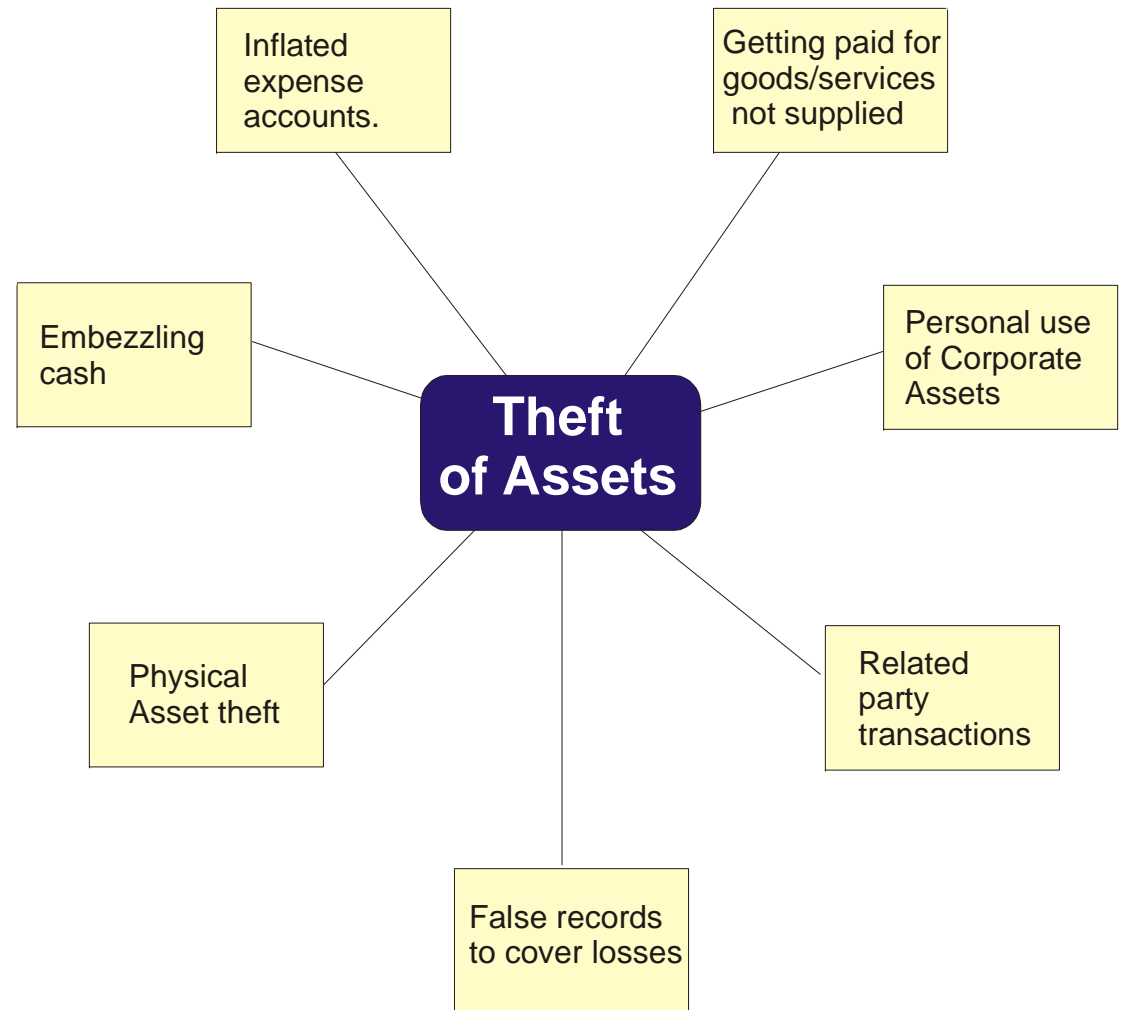 Inflated
expense
accounts.
Getting paid for
goods/services
not supplied
Embezzling
cash
Personal use
of Corporate
Assets
Theft
of Assets
Physical
Asset theft
Related
party
transactions
False records
to cover losses